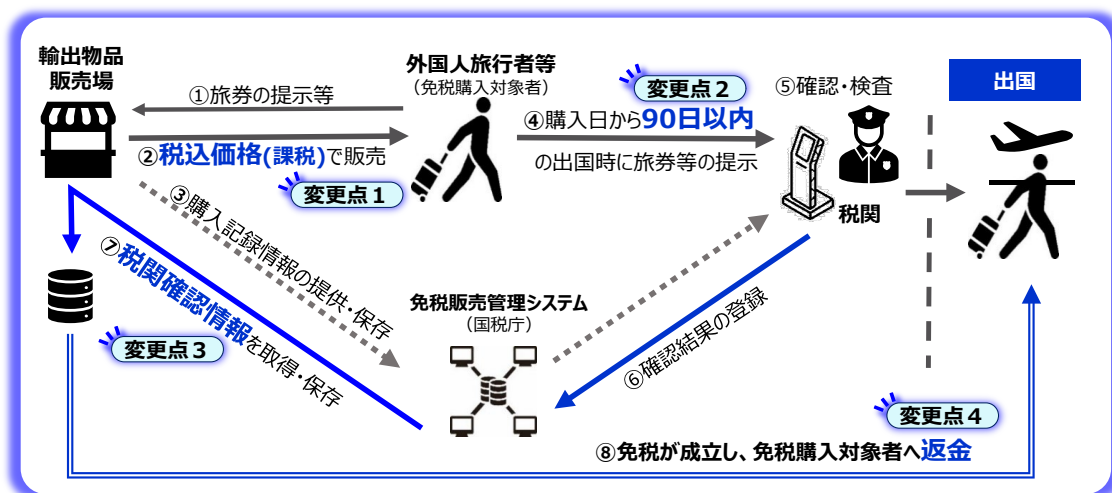 輸出物品
販売場
外国人旅行者等
（免税購入対象者）
①旅券の提示等
②税込価格(課税)で販売
変更点１
変更点２
④購入日から90日以内
の出国時に旅券等の提示
⑤確認・検査
税関
出国
③購入記録情報の提供・保存
⑦税関確認情報を取得・保存
変更点３
免税販売管理システム
（国税庁）
⑥確認結果の登録
変更点４
⑧免税が成立し、免税購入対象者へ返金